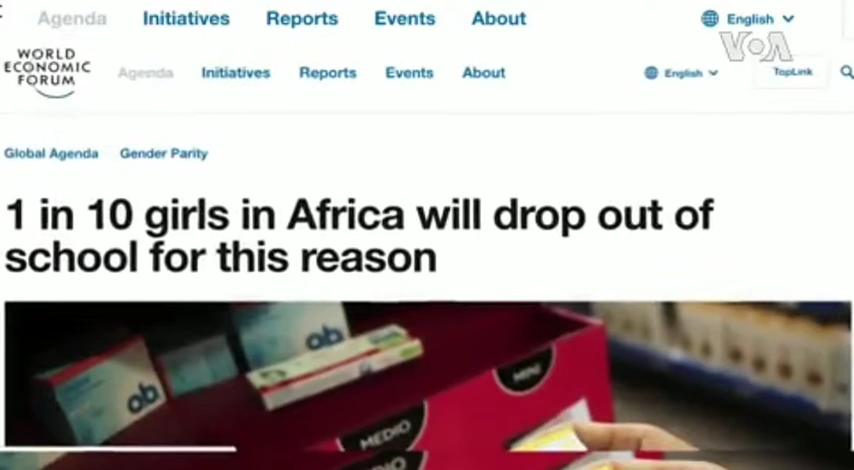 Agenda Initiatives Reports Events About English
VOA
WORLD
ECONOMIC
FORUM
Agenda Initiatives Reports Events About English TopLink
Global Agenda Gender Parity
1 in 10 girls in Africa will drop out of
school for this reason
ob
ob
MINI
MEDIO